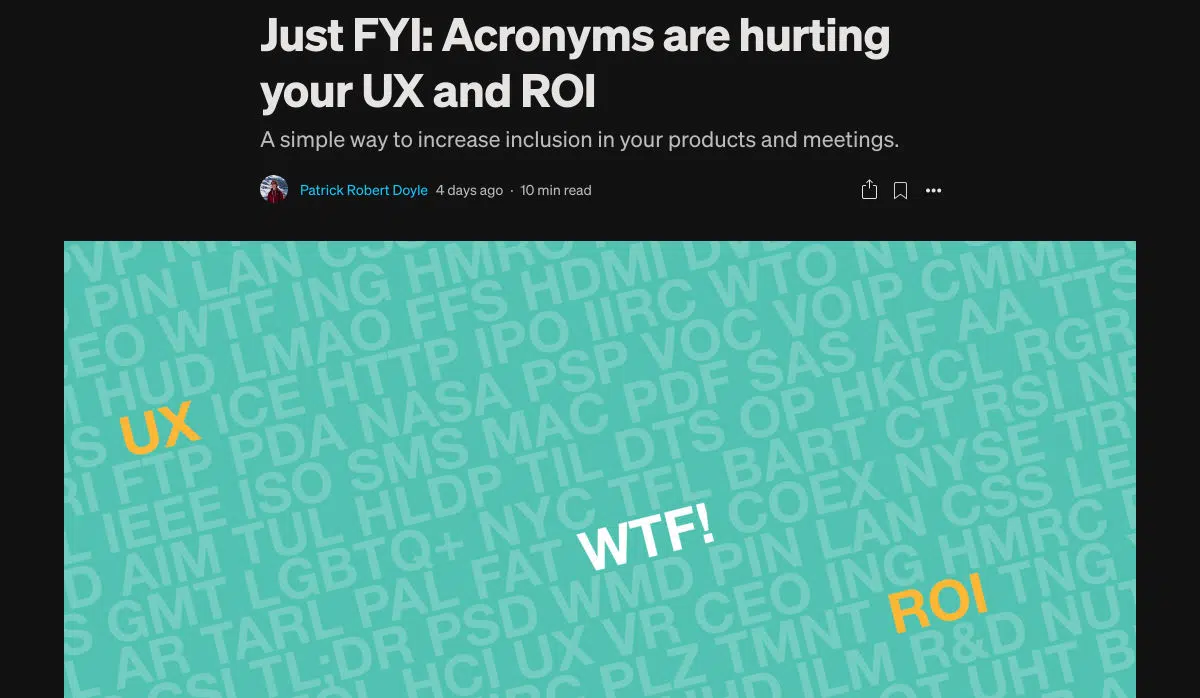 Just FYI: Acronyms are hurting
your UX and ROI
A simple way to increase inclusion in your products and meetings.
Patrick Robert Doyle 4 days ago · 10 min read
PIN LAN
EO WTF ING HMRC
HUD LMAO FFS HDMI DVD
UX ICE HTTP IPO IIRC WTO
FTP PDA NASA PSP VOC VOIP CMMI
IEEE ISO SMS MAC PDF SAS AF AA TTS
AIM TUL HLDP TIL DTS OP HKICL RGR
GMT LGBTQ+ NYC TFL BART CT RSI
AR TARL PAL FAT WTF! COEX NYSE TRY
CSI TL;DR PSD WMD PIN LAN CSS
HCI UX VR CEO ING HMRC
PLZ TMNT ROI TNG
ILM R&D NU
UHT